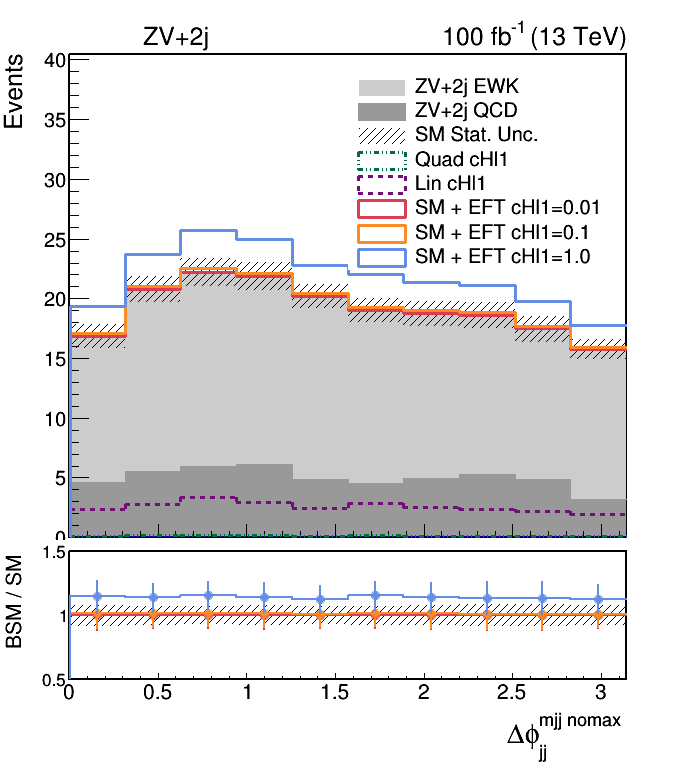 ZV+2j 100 fb-1 (13 TeV)
Events
40
35
30
25
20
15
10
5
0
ZV+2j EWK
ZV+2j QCD
SM Stat. Unc.
Quad cHl1
Lin cHl1
SM + EFT cHl1=0.01
SM + EFT cHl1=0.1
SM + EFT cHl1=1.0
BSM / SM
1.5
1
0.5
0 0.5 1 1.5 2 2.5 3
Δϕjj mjj nomax